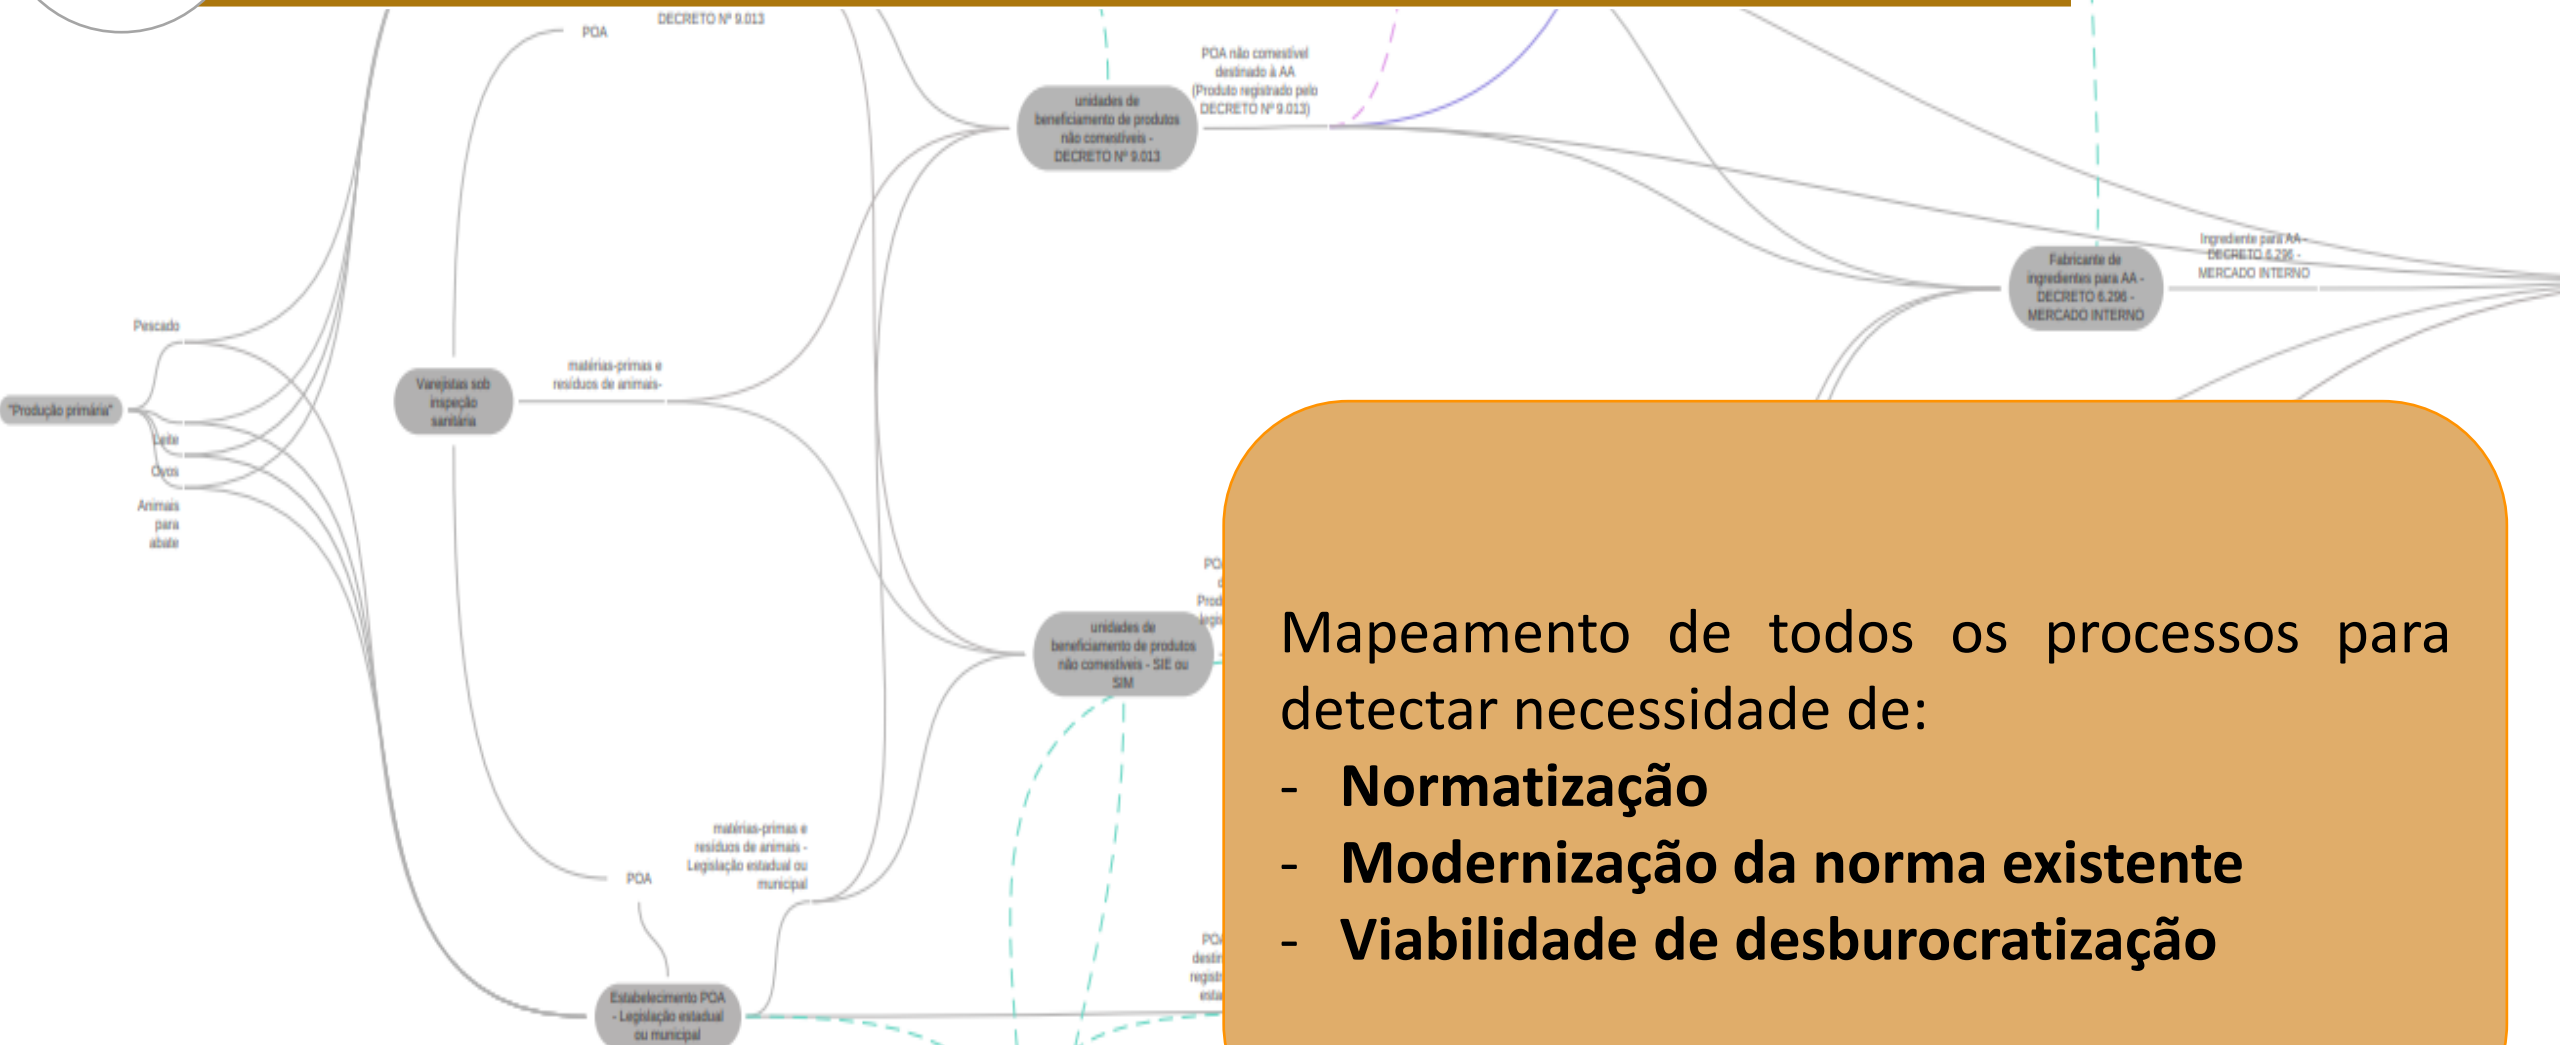 DECRETO Nº 9.013
POA
POA não comestível
destinado à AA
(Produto registrado pelo
DECRETO Nº 9.013)
unidades de
beneficiamento de produtos
não comestíveis -
DECRETO Nº 9.013
Ingrediente para AA -
DECRETO 6.296 -
MERCADO INTERNO
Fabricante de
ingredientes para AA -
DECRETO 6.296 -
MERCADO INTERNO
Pescado
"Produção primária"
Leite
Ovos
Animais
para
abate
Varejistas sob
inspeção
sanitária
matérias-primas e
resíduos de animais-
unidades de
beneficiamento de produtos
não comestíveis - SIE ou
SIM
matérias-primas e
resíduos de animais -
Legislação estadual ou
municipal
POA
Estabelecimento POA
- Legislação estadual
ou municipal
Mapeamento de todos os processos para
detectar necessidade de:
- Normatização
- Modernização da norma existente
- Viabilidade de desburocratização